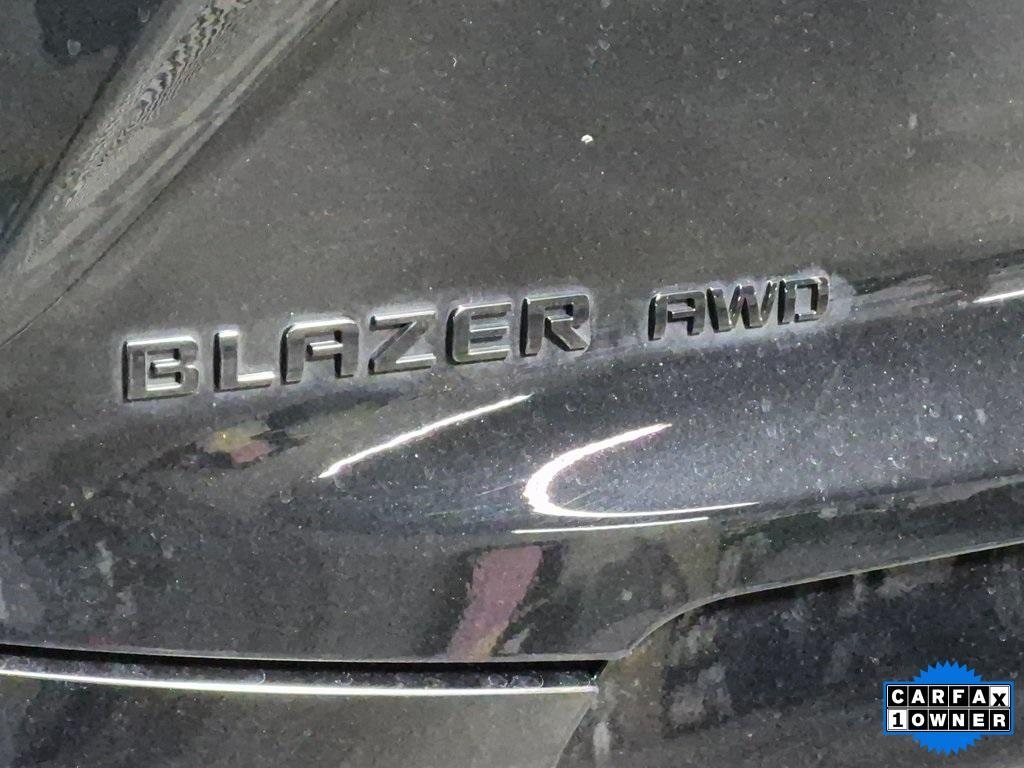 BLAZER AWD
CARFAX
1 OWNER